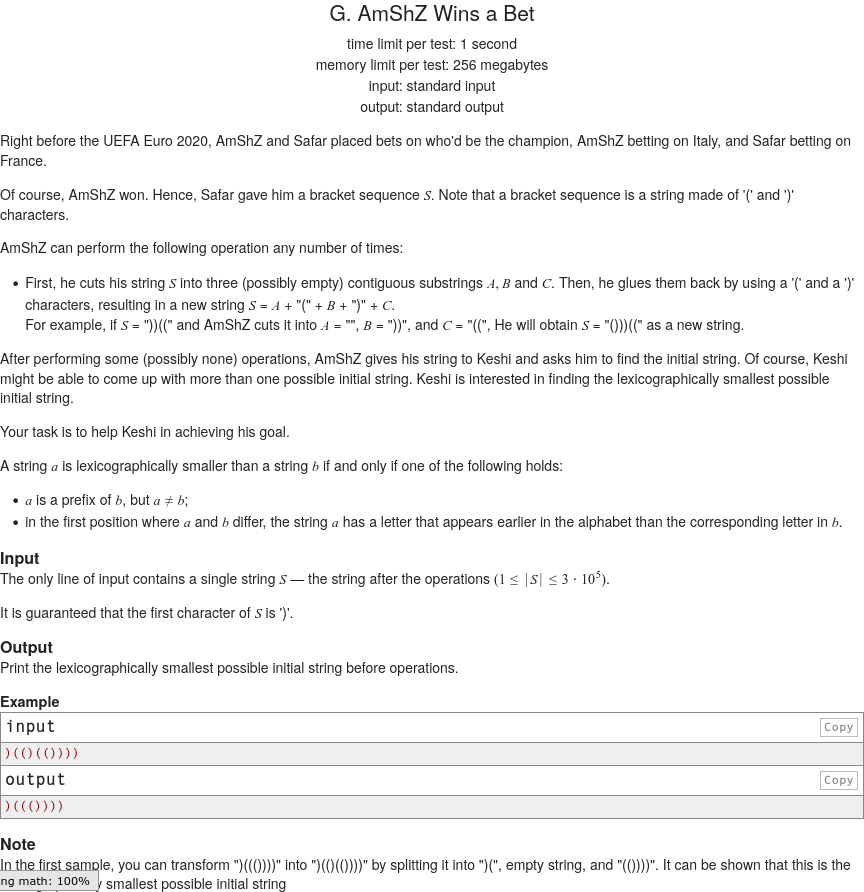 G. AmShZ Wins a Bet
time limit per test: 1 second
memory limit per test: 256 megabytes
input: standard input
output: standard output
Right before the UEFA Euro 2020, AmShZ and Safar placed bets on who'd be the champion, AmShZ betting on Italy, and Safar betting on
France.
Of course, AmShZ won. Hence, Safar gave him a bracket sequence S. Note that a bracket sequence is a string made of '(' and ')'
characters.
AmShZ can perform the following operation any number of times:
• First, he cuts his string S into three (possibly empty) contiguous substrings A, B and C. Then, he glues them back by using a '(' and a ')'
characters, resulting in a new string S = A + "(" + B + ")" + C.
For example, if S = "))((" and AmShZ cuts it into A = "", B = "))", and C = "((", He will obtain S = "()))((" as a new string.
After performing some (possibly none) operations, AmShZ gives his string to Keshi and asks him to find the initial string. Of course, Keshi
might be able to come up with more than one possible initial string. Keshi is interested in finding the lexicographically smallest possible
initial string.
Your task is to help Keshi in achieving his goal.
A string a is lexicographically smaller than a string b if and only if one of the following holds:
• a is a prefix of b, but a ≠ b;
• in the first position where a and b differ, the string a has a letter that appears earlier in the alphabet than the corresponding letter in b.
Input
The only line of input contains a single string S — the string after the operations (1 ≤ |S| ≤ 3 · 10⁵).
It is guaranteed that the first character of S is ')'.
Output
Print the lexicographically smallest possible initial string before operations.
Example
input
Copy
)(()(())))
output
Copy
)((())))
Note
In the first sample, you can transform ")((())))" into ")(()(()))))" by splitting it into ")(", empty string, and "(())))". It can be shown that this is the
ng math: 100%
y smallest possible initial string